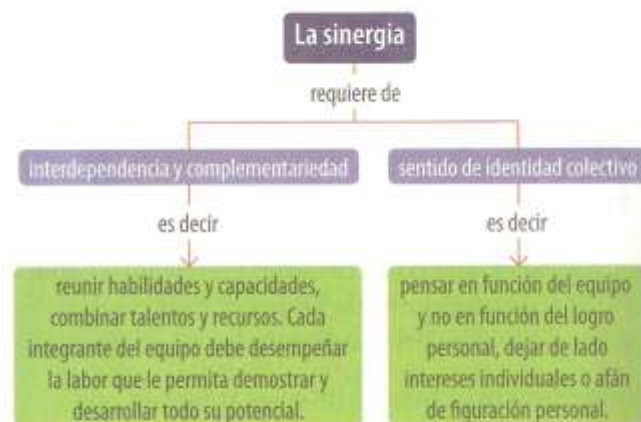 La sinergia
requiere de
interdependencia y complementariedad
sentido de identidad colectivo
es decir
es decir
reunir habilidades y capacidades,
combinar talentos y recursos. Cada
integrante del equipo debe desempeñar
la labor que le permita demostrar y
desarrollar todo su potencial.
pensar en función del equipo
y no en función del logro
personal, dejar de lado
intereses individuales o afán
de figuración personal.